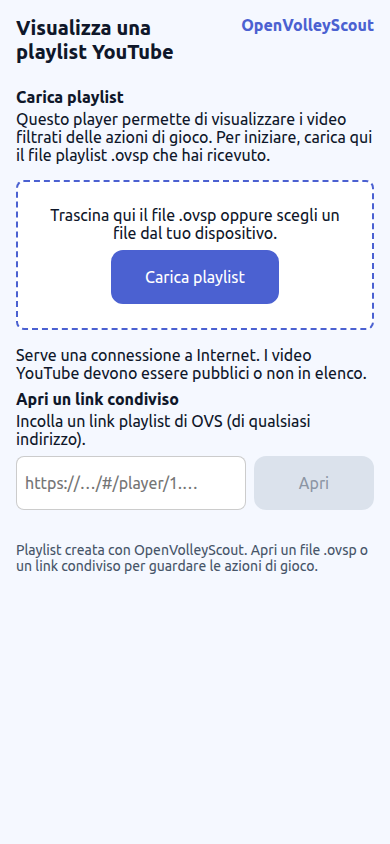 Visualizza una
playlist YouTube
OpenVolleyScout
Carica playlist
Questo player permette di visualizzare i video
filtrati delle azioni di gioco. Per iniziare, carica qui
il file playlist .ovsp che hai ricevuto.
Trascina qui il file .ovsp oppure scegli un
file dal tuo dispositivo.
Carica playlist
Serve una connessione a Internet. I video
YouTube devono essere pubblici o non in elenco.
Apri un link condiviso
Incolla un link playlist di OVS (di qualsiasi
indirizzo).
https://…/#/player/1.…
Apri
Playlist creata con OpenVolleyScout. Apri un file .ovsp o
un link condiviso per guardare le azioni di gioco.